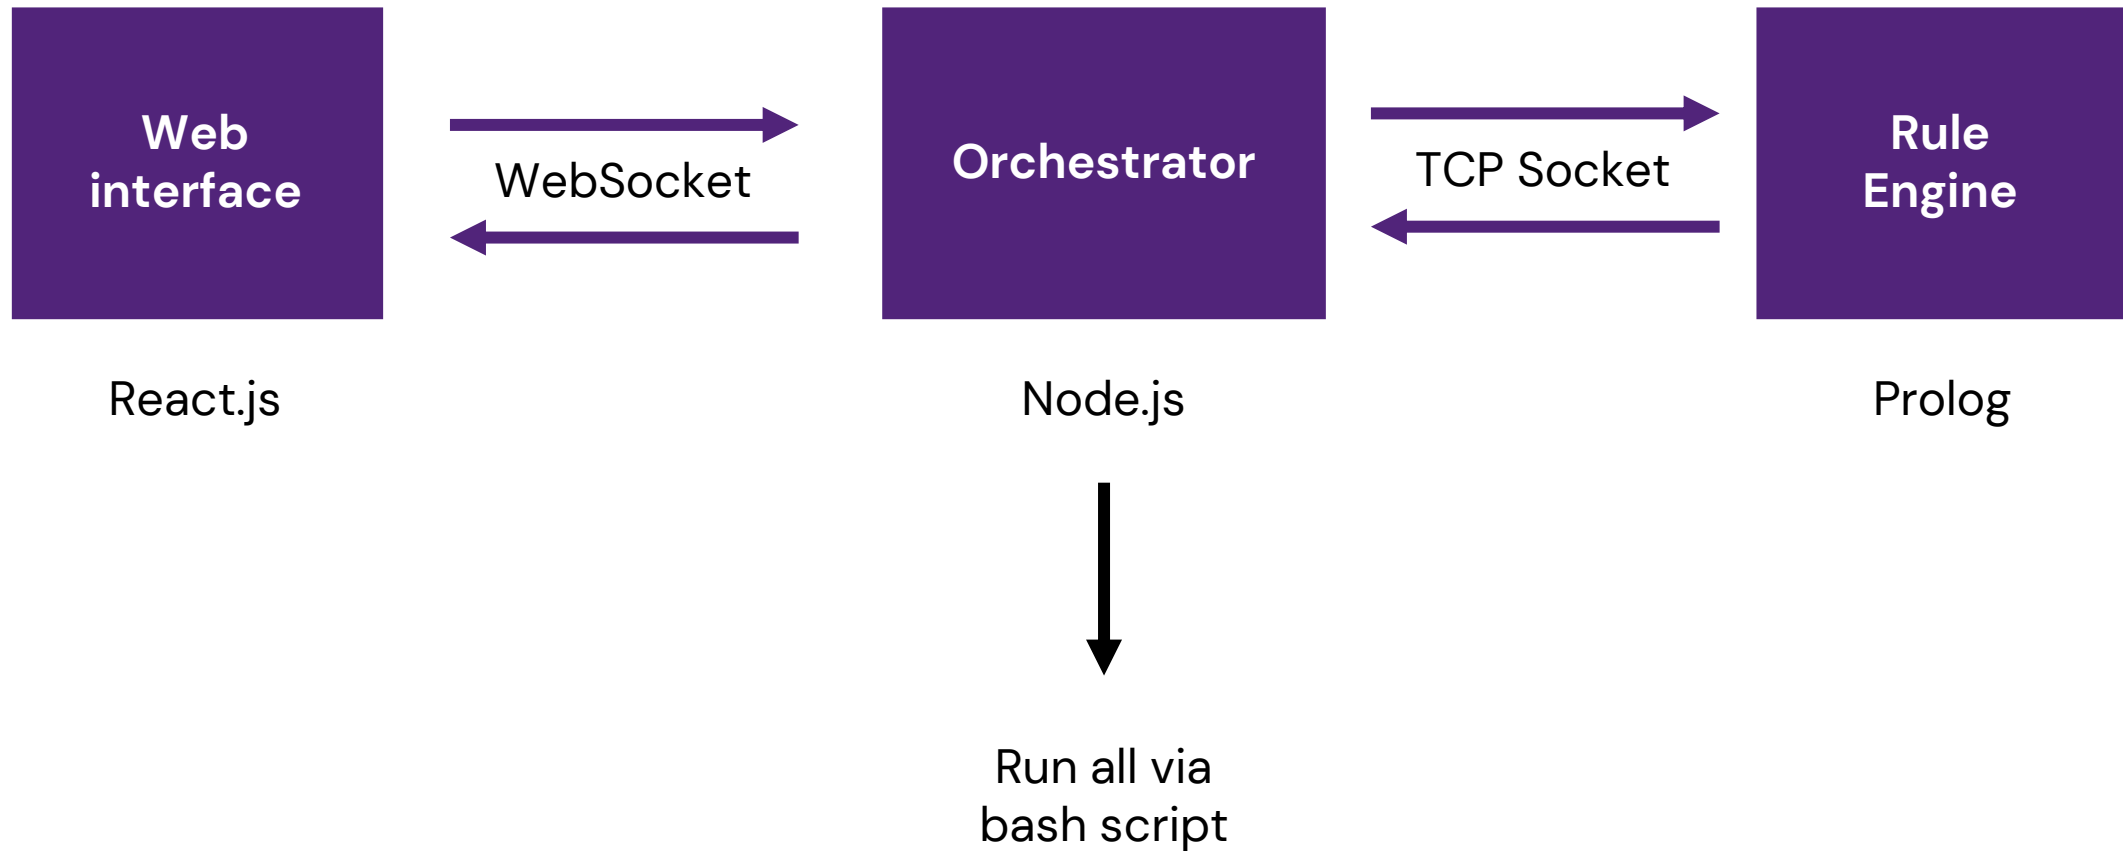 Web
interface
WebSocket
Orchestrator
TCP Socket
Rule
Engine
React.js
Node.js
Prolog
Run all via
bash script